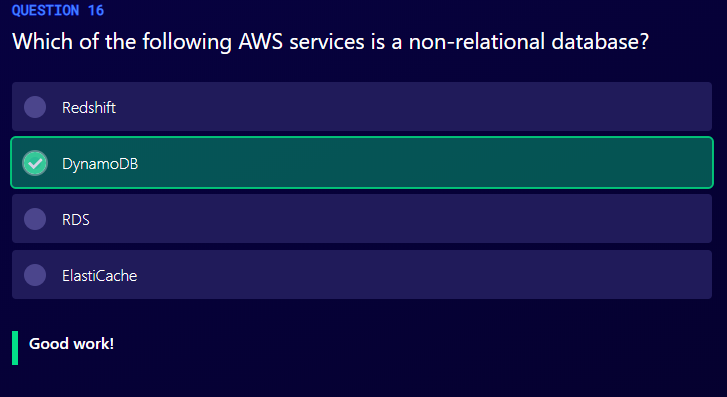 QUESTION 16
Which of the following AWS services is a non-relational database?
Redshift
DynamoDB
RDS
ElastiCache
Good work!